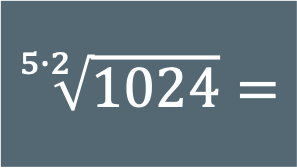 ⁵·²√1024 =